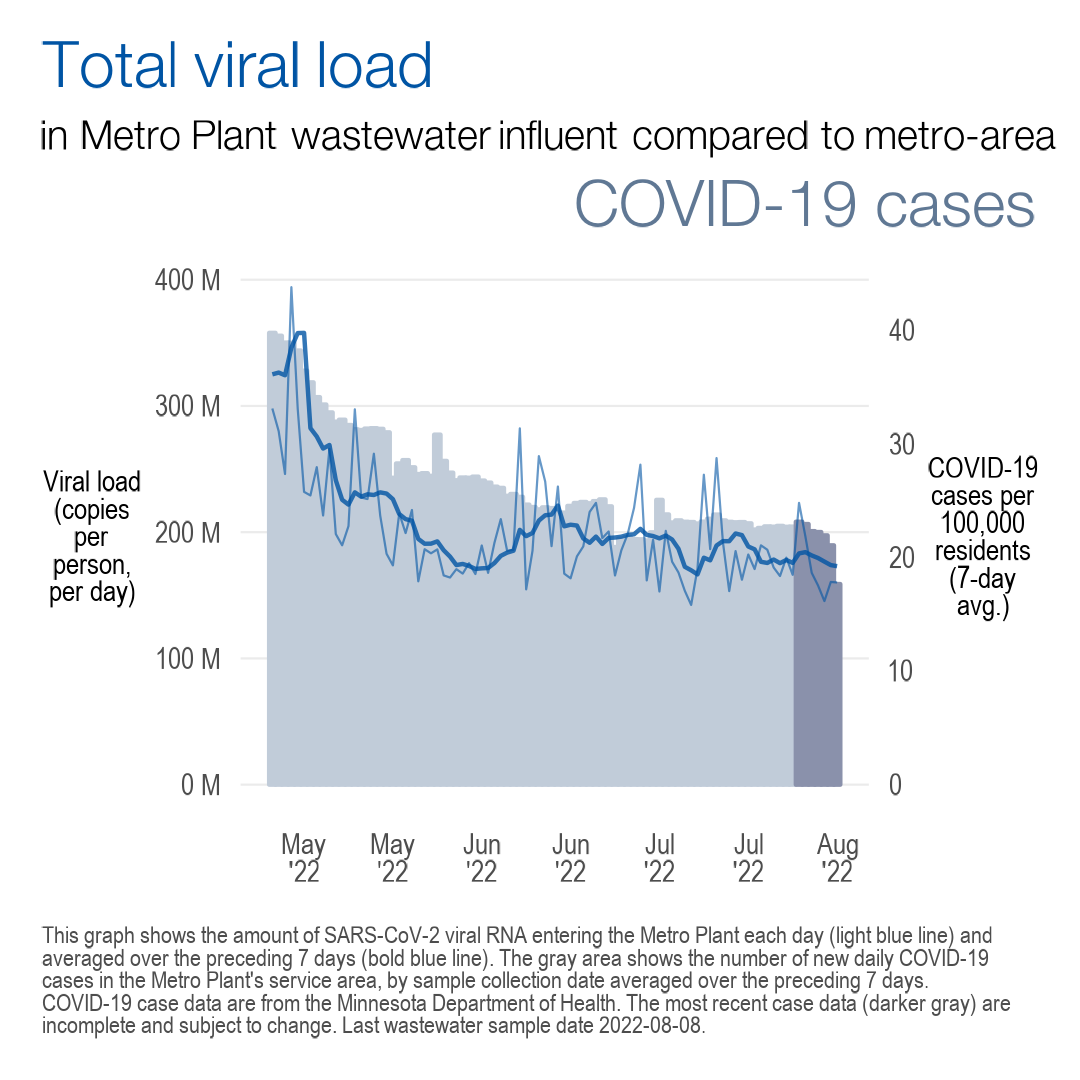 Total viral load
in Metro Plant wastewater influent compared to metro-area
COVID-19 cases
400 M
300 M
200 M
100 M
0 M
Viral load
(copies
per
person,
per day)
40
30
20
10
0
COVID-19
cases per
100,000
residents
(7-day
avg.)
May
'22
May
'22
Jun
'22
Jun
'22
Jul
'22
Jul
'22
Aug
'22
This graph shows the amount of SARS-CoV-2 viral RNA entering the Metro Plant each day (light blue line) and
averaged over the preceding 7 days (bold blue line). The gray area shows the number of new daily COVID-19
cases in the Metro Plant's service area, by sample collection date averaged over the preceding 7 days.
COVID-19 case data are from the Minnesota Department of Health. The most recent case data (darker gray) are
incomplete and subject to change. Last wastewater sample date 2022-08-08.